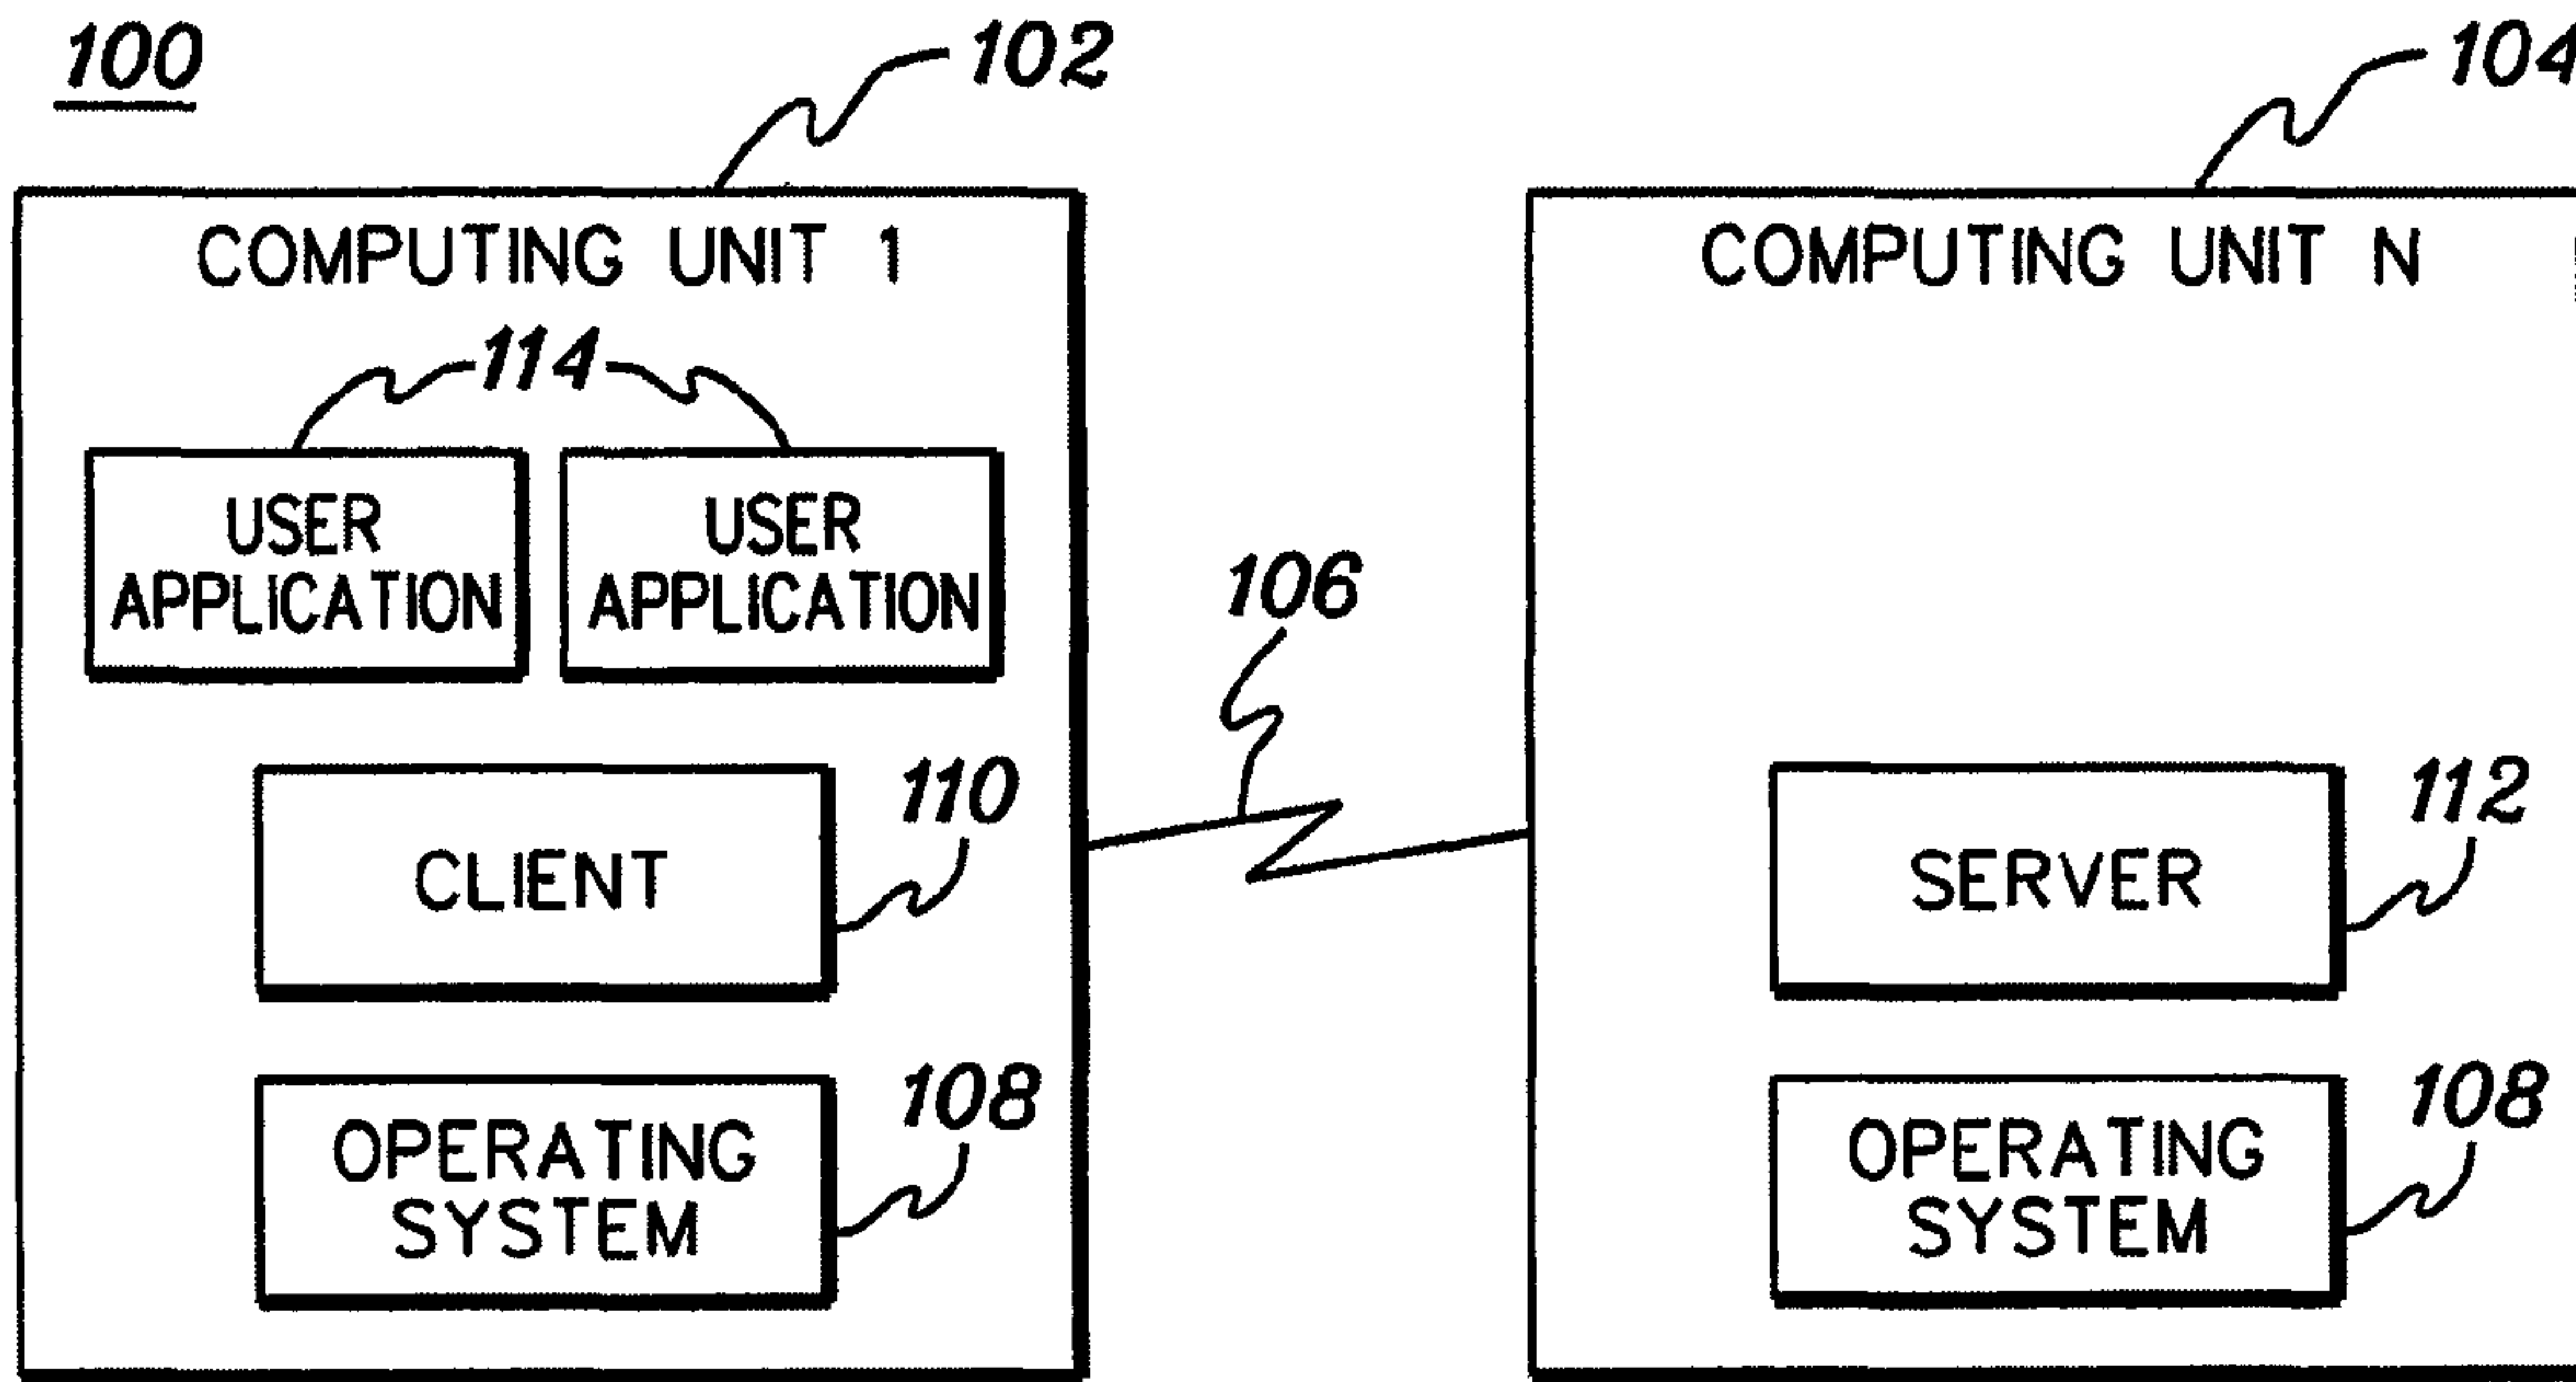 100
102
104
COMPUTING UNIT 1
COMPUTING UNIT N
114
USER
APPLICATION
USER
APPLICATION
106
CLIENT
110
SERVER
112
OPERATING
SYSTEM
108
OPERATING
SYSTEM
108